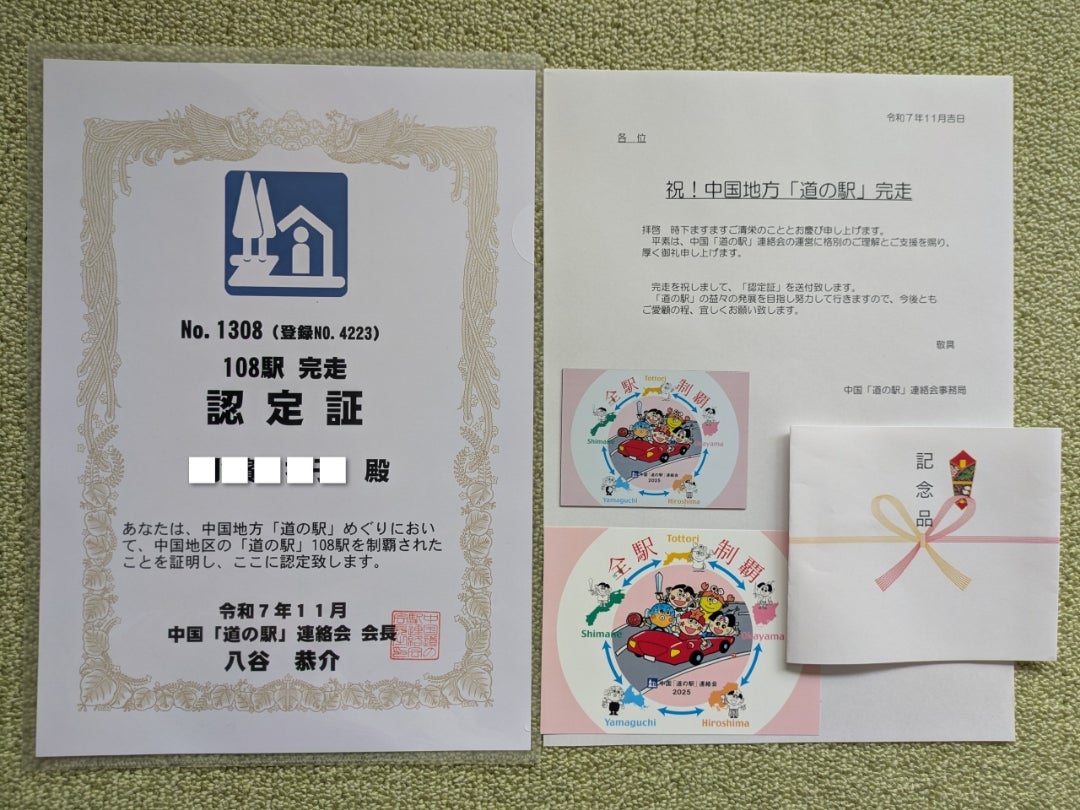 No. 1308（登録NO. 4223）
108駅 完走
認定証
殿
あなたは、中国地方「道の駅」めぐりにおい
て、中国地区の「道の駅」108駅を制覇された
ことを証明し、ここに認定致します。
令和7年11月
中国「道の駅」連絡会 会長
八谷　恭介
令和7年11月吉日
各　位
祝！中国地方「道の駅」完走
拝啓　時下ますますご清栄のこととお慶び申し上げます。
平素は、中国「道の駅」連絡会の運営に格別のご理解とご支援を賜り、
厚く御礼申し上げます。
完走を祝しまして、「認定証」を送付致します。
「道の駅」の益々の発展を目指し努力して行きますので、今後とも
ご愛顧の程、宜しくお願い致します。
敬具
中国「道の駅」連絡会事務局
全駅制覇
Tottori
Shimane
Yamaguchi
Hiroshima
中国「道の駅」連絡会
2025
記念品
全駅制覇
Tottori
Shimane
Okayama
Yamaguchi
Hiroshima
中国「道の駅」連絡会
2025